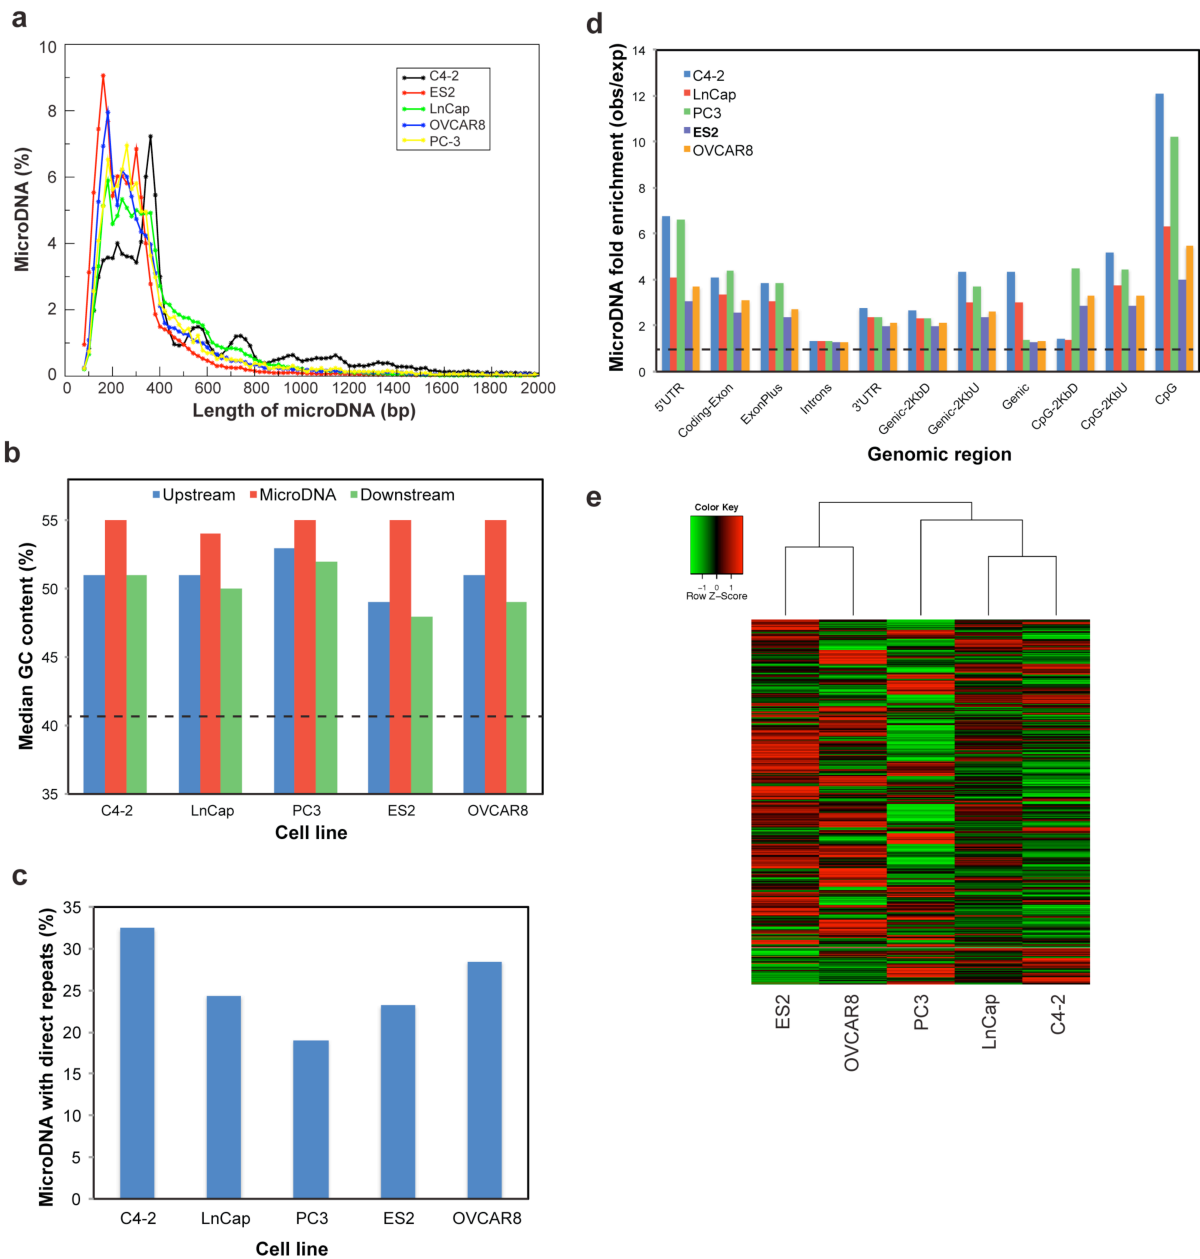 a
10
8
6
4
2
0
MicroDNA (%)
C4-2
ES2
LnCap
OVCAR8
PC-3
0 200 400 600 800 1000 1200 1400 1600 1800 2000
Length of microDNA (bp)
b
Upstream MicroDNA Downstream
55
50
45
40
35
Median GC content (%)
C4-2 LnCap PC3 ES2 OVCAR8
Cell line
c
35
30
25
20
15
10
5
0
MicroDNA with direct repeats (%)
C4-2 LnCap PC3 ES2 OVCAR8
Cell line
d
14
12
10
8
6
4
2
0
MicroDNA fold enrichment (obs/exp)
C4-2
LnCap
PC3
ES2
OVCAR8
5'UTR Coding-Exon ExonPlus Introns 3'UTR Genic-2KbD Genic-2KbU Genic CpG-2KbD CpG-2KbU CpG
Genomic region
e
Color Key
-1 0 1
Row Z-Score
ES2 OVCAR8 PC3 LnCap C4-2